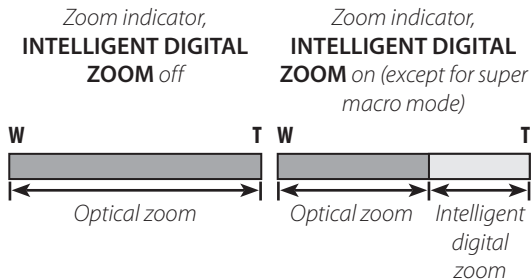 Zoom indicator,
INTELLIGENT DIGITAL
ZOOM off
W T
Optical zoom
Zoom indicator,
INTELLIGENT DIGITAL
ZOOM on (except for super
macro mode)
W T
Optical zoom
Intelligent
digital
zoom